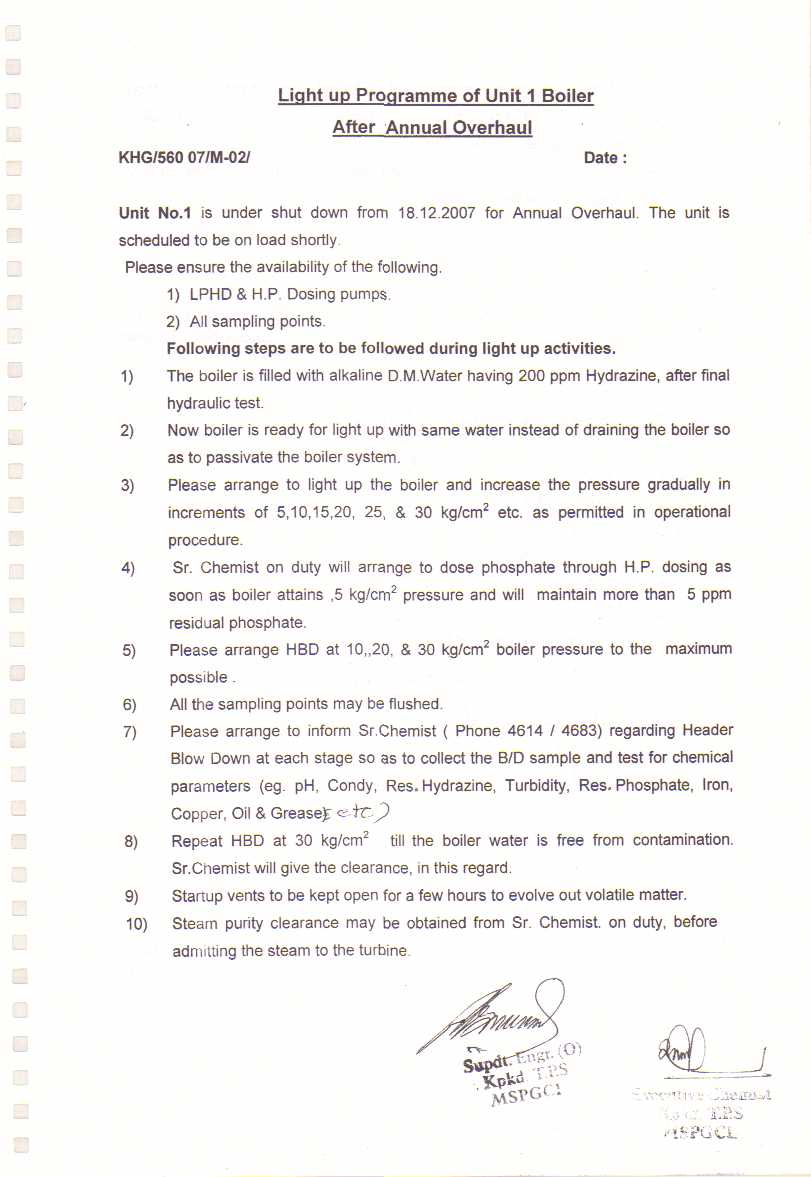 Light up Programme of Unit 1 Boiler
After Annual Overhaul
KHG/560 07/M-02/ Date :
Unit No.1 is under shut down from 18.12.2007 for Annual Overhaul. The unit is
scheduled to be on load shortly.
Please ensure the availability of the following.
1) LPHD & H.P. Dosing pumps.
2) All sampling points.
Following steps are to be followed during light up activities.
1) The boiler is filled with alkaline D.M.Water having 200 ppm Hydrazine, after final
hydraulic test.
2) Now boiler is ready for light up with same water instead of draining the boiler so
as to passivate the boiler system.
3) Please arrange to light up the boiler and increase the pressure gradually in
increments of 5,10,15,20, 25, & 30 kg/cm² etc. as permitted in operational
procedure.
4) Sr. Chemist on duty will arrange to dose phosphate through H.P. dosing as
soon as boiler attains ,5 kg/cm² pressure and will maintain more than 5 ppm
residual phosphate.
5) Please arrange HBD at 10,,20, & 30 kg/cm² boiler pressure to the maximum
possible .
6) All the sampling points may be flushed.
7) Please arrange to inform Sr.Chemist ( Phone 4614 / 4683) regarding Header
Blow Down at each stage so as to collect the B/D sample and test for chemical
parameters (eg. pH, Condy, Res. Hydrazine, Turbidity, Res. Phosphate, Iron,
Copper, Oil & Grease, etc.)
8) Repeat HBD at 30 kg/cm² till the boiler water is free from contamination.
Sr.Chemist will give the clearance, in this regard.
9) Startup vents to be kept open for a few hours to evolve out volatile matter.
10) Steam purity clearance may be obtained from Sr. Chemist. on duty, before
admitting the steam to the turbine.
Supdt. Engr. (O)
Kpkd T.P.S
MSPGCL
Executive Chemist
T.P.S
MSPGCL